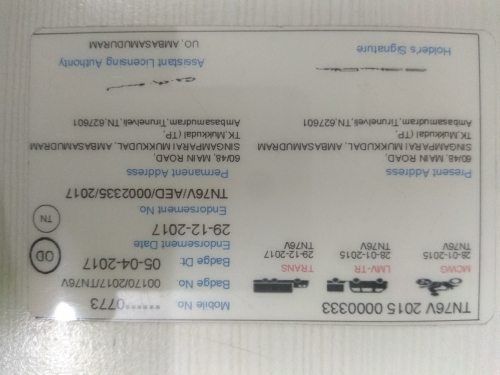 TN76V 2015 0000333
Mobile No. ******0773
Badge No. 00170/2017/TN76V
Badge Dt. 05-04-2017
OD
MCWG LMV-TR TRANS
28-01-2015 28-01-2015 29-12-2017
TN76V TN76V TN76V
Endorsement Date
29-12-2017
TN
Endorsement No
TN76V/AED/0002335/2017
Present Address
60/48, MAIN ROAD,
SINGAMPARAI MUKKUDAL, AMBASAMUDRAM
TK,Mukkudal (TP,
Ambasamudram,Tirunelveli,TN,627601
Permanent Address
60/48, MAIN ROAD,
SINGAMPARAI MUKKUDAL, AMBASAMUDRAM
TK,Mukkudal (TP,
Ambasamudram,Tirunelveli,TN,627601
Holder's Signature
Assistant Licensing Authority
UO, AMBASAMUDURAM